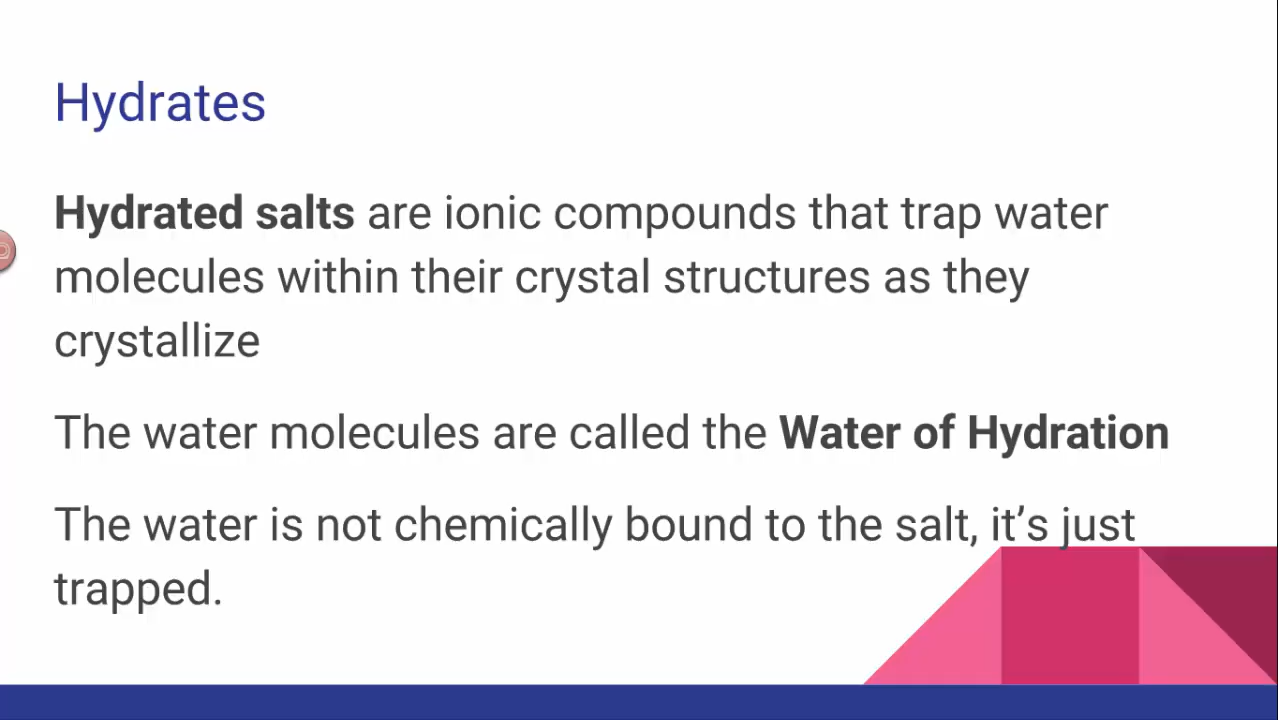 Hydrates
Hydrated salts are ionic compounds that trap water
molecules within their crystal structures as they
crystallize
The water molecules are called the Water of Hydration
The water is not chemically bound to the salt, it’s just
trapped.